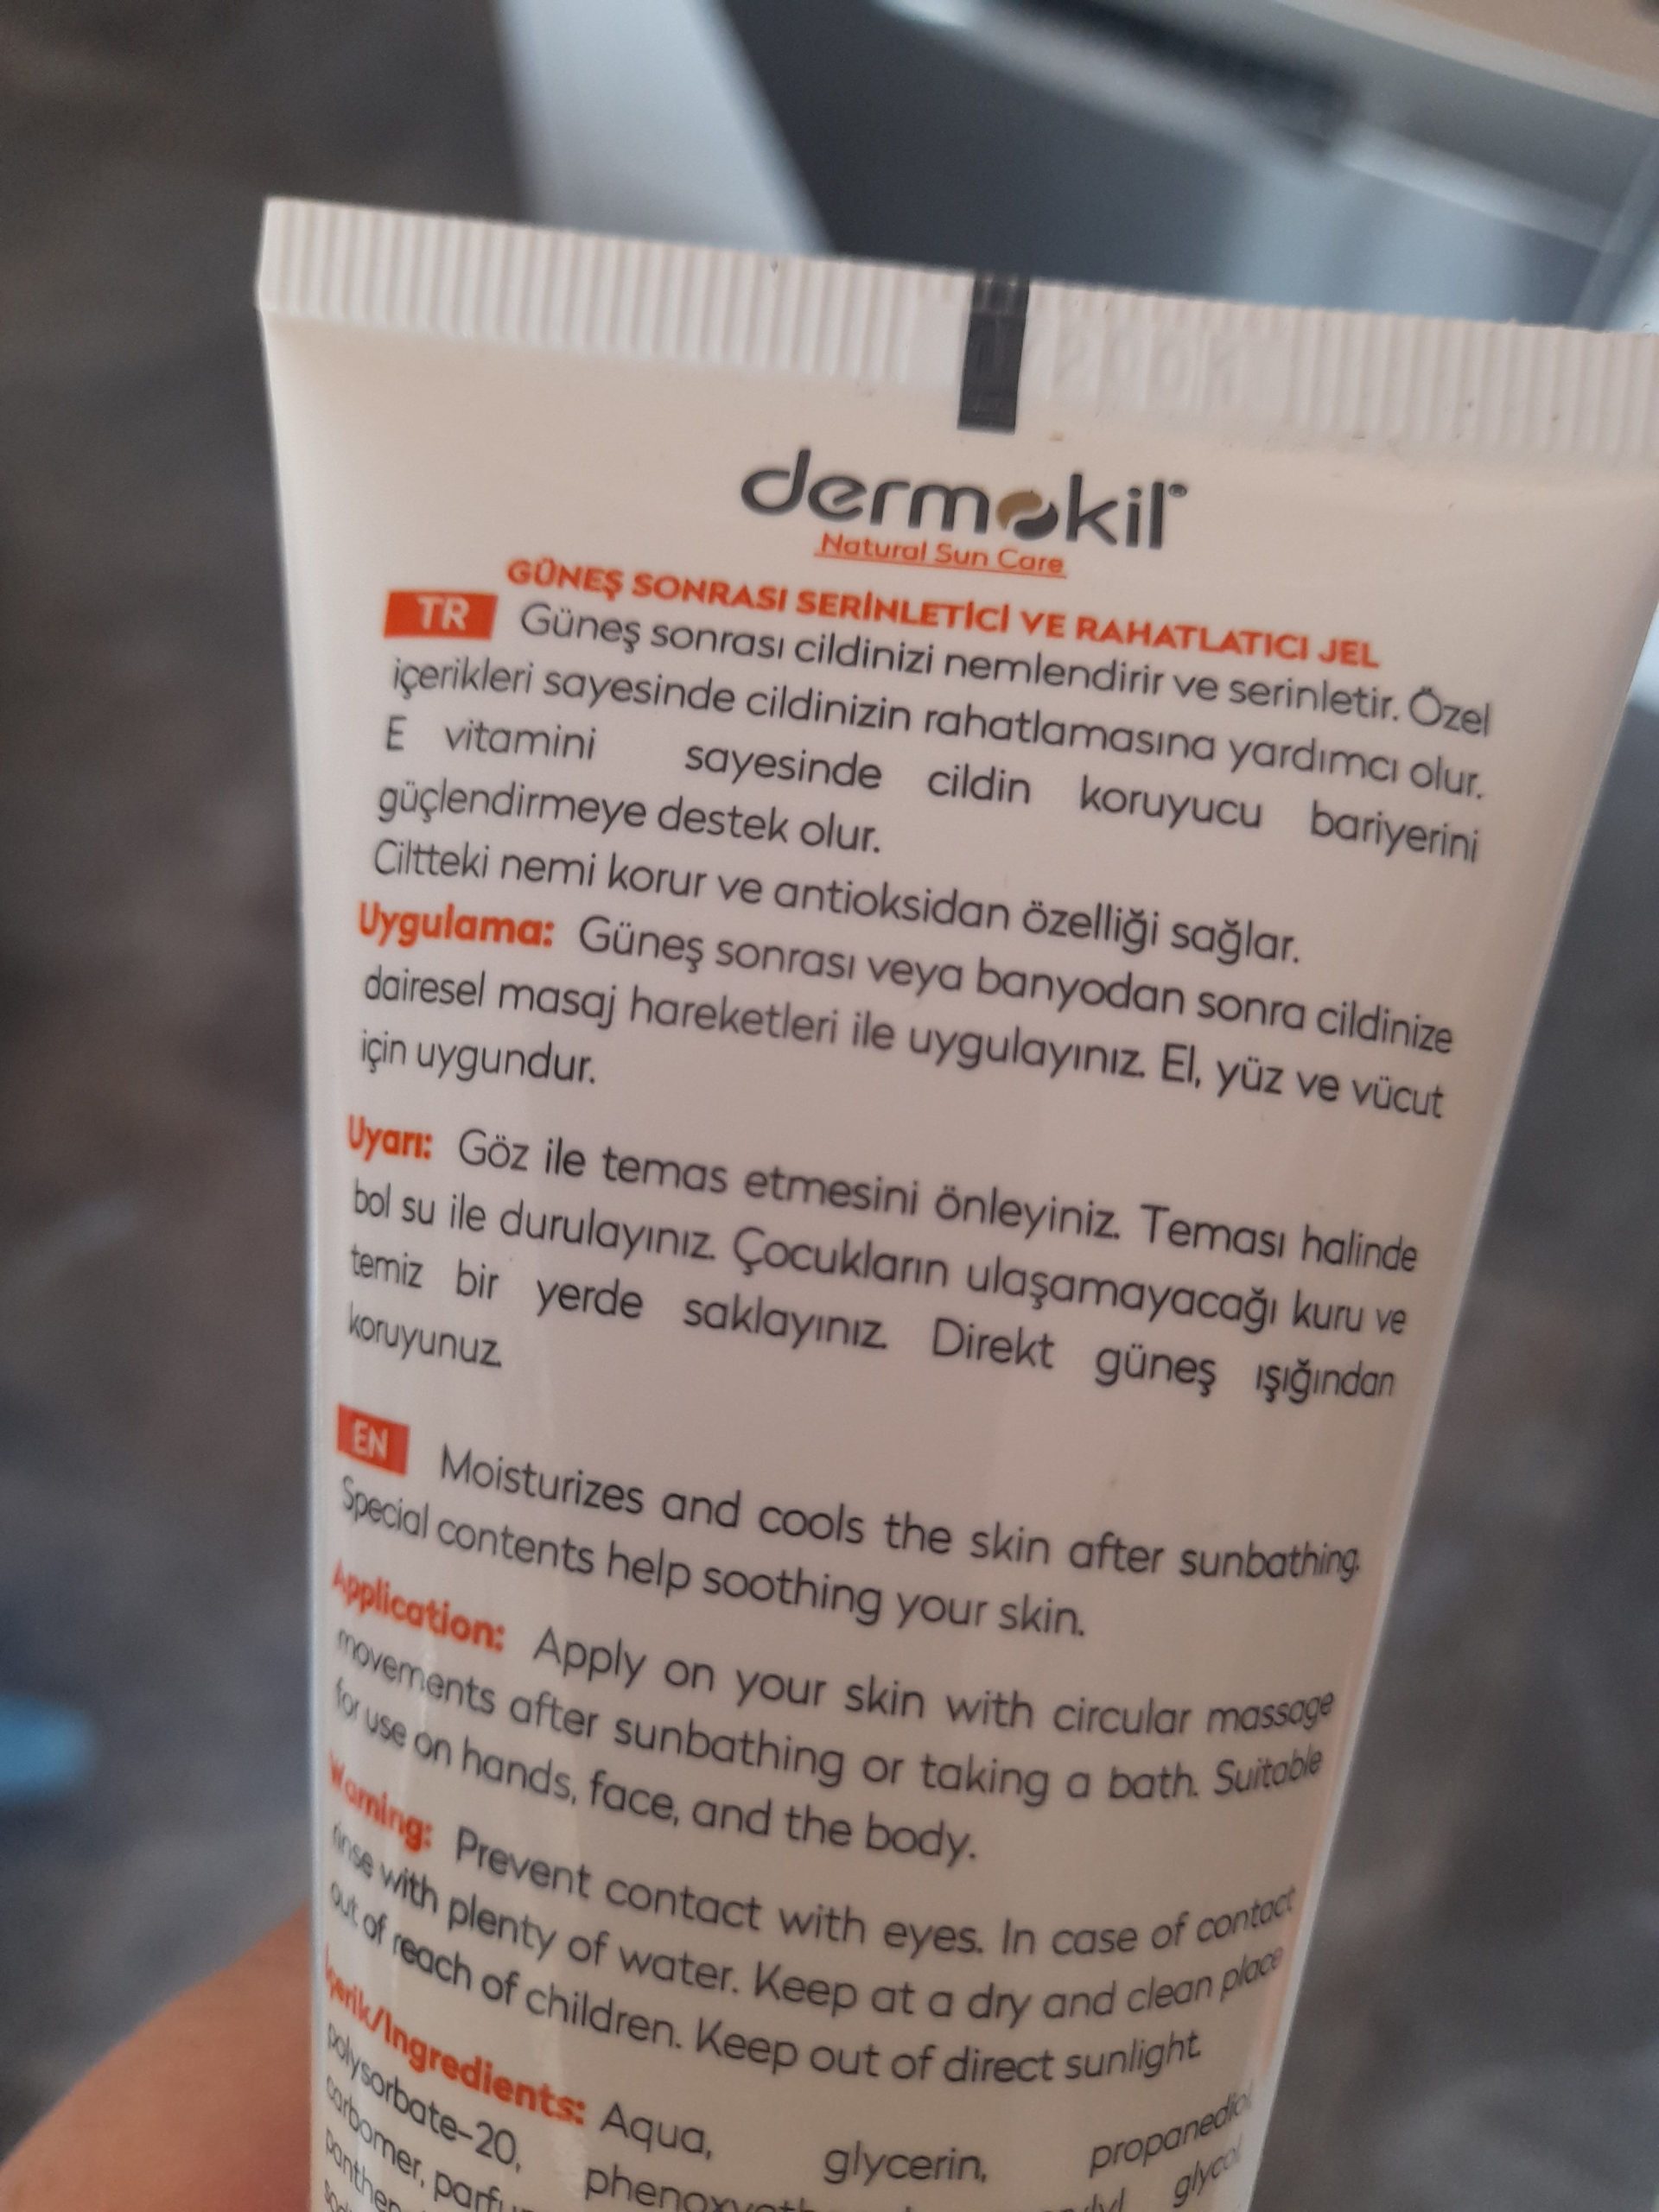 dermokil®
Natural Sun Care
GÜNEŞ SONRASI SERİNLETİCİ VE RAHATLATICI JEL
TR Güneş sonrası cildinizi nemlendirir ve serinletir. Özel
içerikleri sayesinde cildinizin rahatlamasına yardımcı olur.
E vitamini sayesinde cildin koruyucu bariyerini
güçlendirmeye destek olur.
Ciltteki nemi korur ve antioksidan özelliği sağlar.
Uygulama: Güneş sonrası veya banyodan sonra cildinize
dairesel masaj hareketleri ile uygulayınız. El, yüz ve vücut
için uygundur.
Uyarı: Göz ile temas etmesini önleyiniz. Teması halinde
bol su ile durulayınız. Çocukların ulaşamayacağı kuru ve
temiz bir yerde saklayınız. Direkt güneş ışığından
koruyunuz.
EN Moisturizes and cools the skin after sunbathing.
Special contents help soothing your skin.
Application: Apply on your skin with circular massage
movements after sunbathing or taking a bath. Suitable
for use on hands, face, and the body.
Warning: Prevent contact with eyes. In case of contact
rinse with plenty of water. Keep at a dry and clean place
out of reach of children. Keep out of direct sunlight.
İçerik/Ingredients: Aqua, glycerin, propanediol,
polysorbate-20, glycol
carbomer,